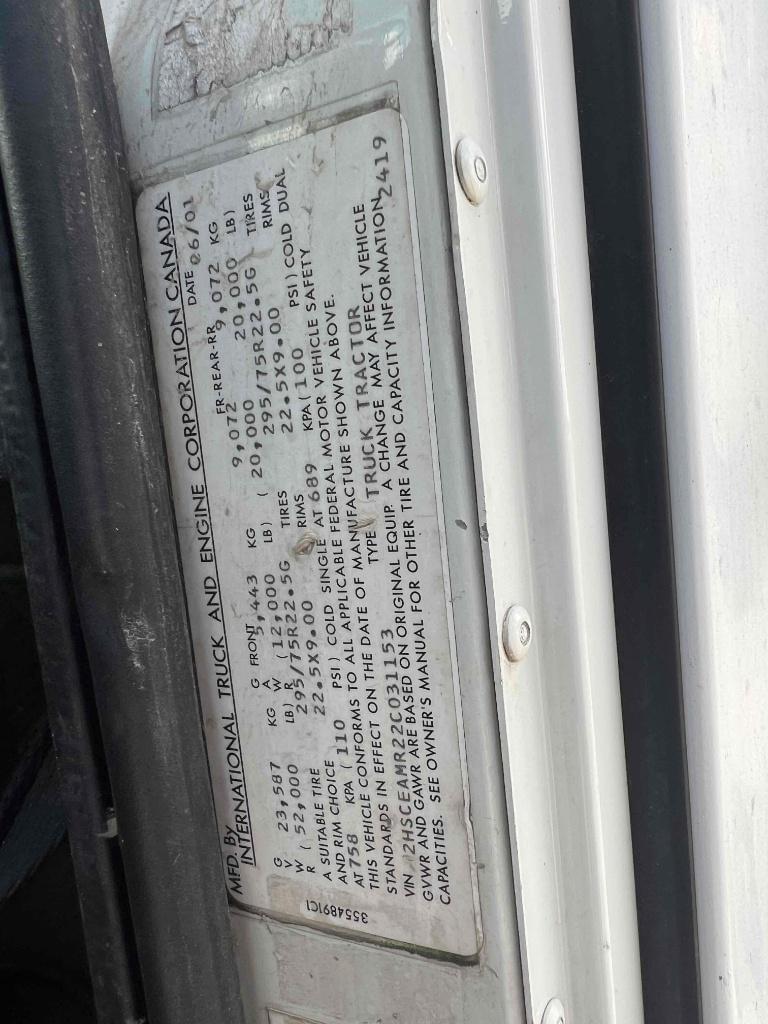 MFD. By
INTERNATIONAL TRUCK AND ENGINE CORPORATION CANADA
DATE 06/01
G 23,587 KG G FRONT 5,443 KG FR-REAR-RR 9,072 9,072 KG
V W ( 52,000 LB) A W (12,000 LB) ( 20,000 20,000 LB)
R R 295/75R22.5G TIRES 295/75R22.5G TIRES
A SUITABLE TIRE 22.5X9.00 RIMS 22.5X9.00 RIMS
AND RIM CHOICE PSI) COLD SINGLE AT 689 KPA (100 PSI) COLD DUAL
AT 758 KPA (110
THIS VEHICLE CONFORMS TO ALL APPLICABLE FEDERAL MOTOR VEHICLE SAFETY
STANDARDS IN EFFECT ON THE DATE OF MANUFACTURE SHOWN ABOVE.
VIN 2HSCEAMR22C031153 TYPE TRUCK TRACTOR
GVWR AND GAWR ARE BASED ON ORIGINAL EQUIP. A CHANGE MAY AFFECT VEHICLE
CAPACITIES. SEE OWNER'S MANUAL FOR OTHER TIRE AND CAPACITY INFORMATION.
2419
3554891C1